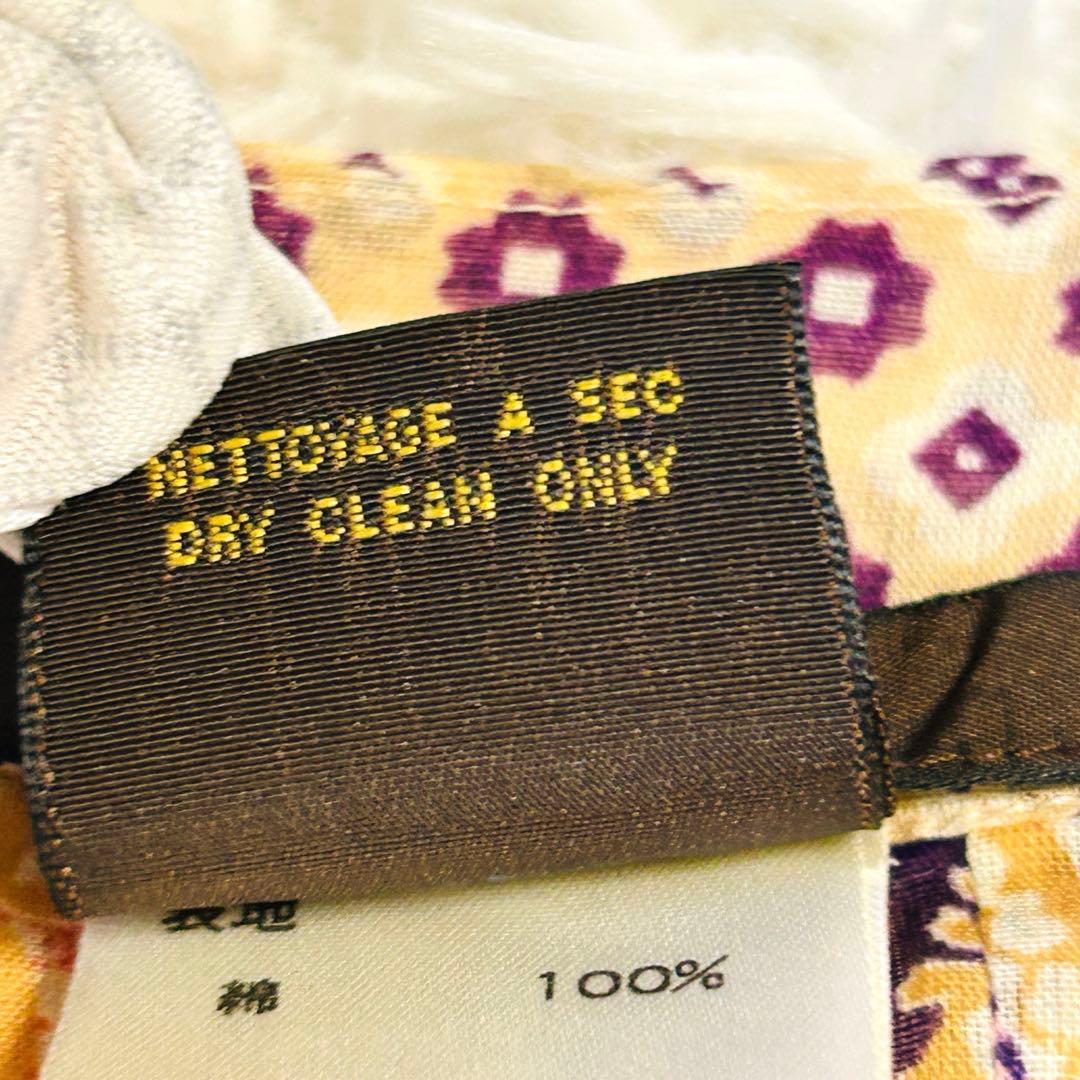 NETTOYAGE A SEC
DRY CLEAN ONLY
表地
綿 100%